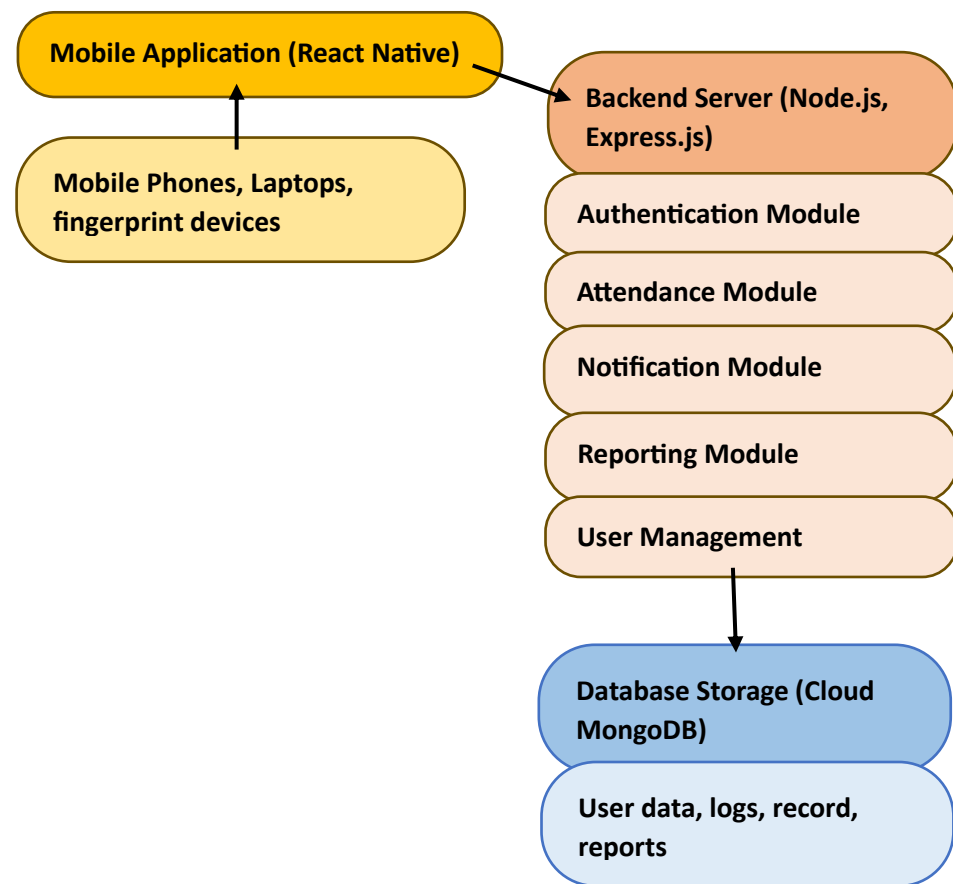 Mobile Application (React Native)
Mobile Phones, Laptops,
fingerprint devices
Backend Server (Node.js,
Express.js)
Authentication Module
Attendance Module
Notification Module
Reporting Module
User Management
Database Storage (Cloud
MongoDB)
User data, logs, record,
reports